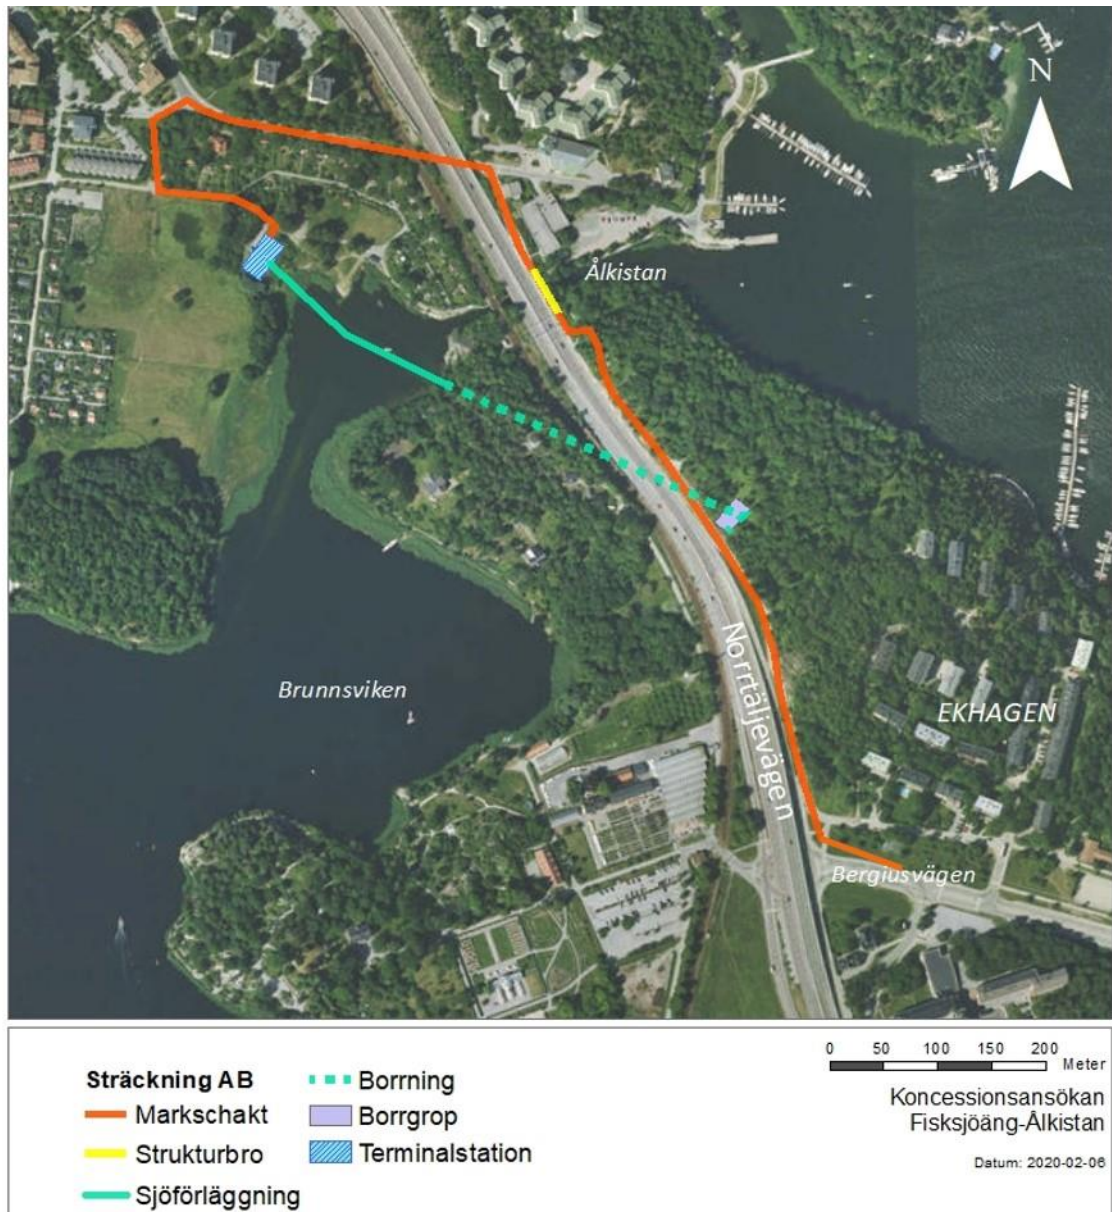 N
Ålkistan
Brunnsviken
Norrtäljevägen
EKHAGEN
Bergiusvägen
Sträckning AB
Markschakt
Strukturbro
Sjöförläggning
Borrning
Borrgrop
Terminalstation
0 50 100 150 200
Meter
Koncessionsansökan
Fisksjöäng-Ålkistan
Datum: 2020-02-06